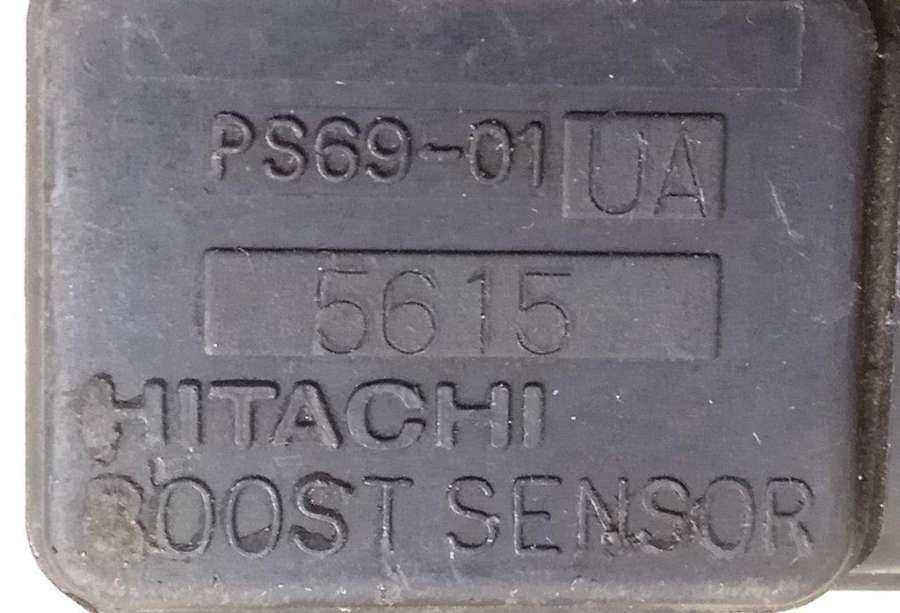 PS69-01 UA
5615
HITACHI
BOOST SENSOR